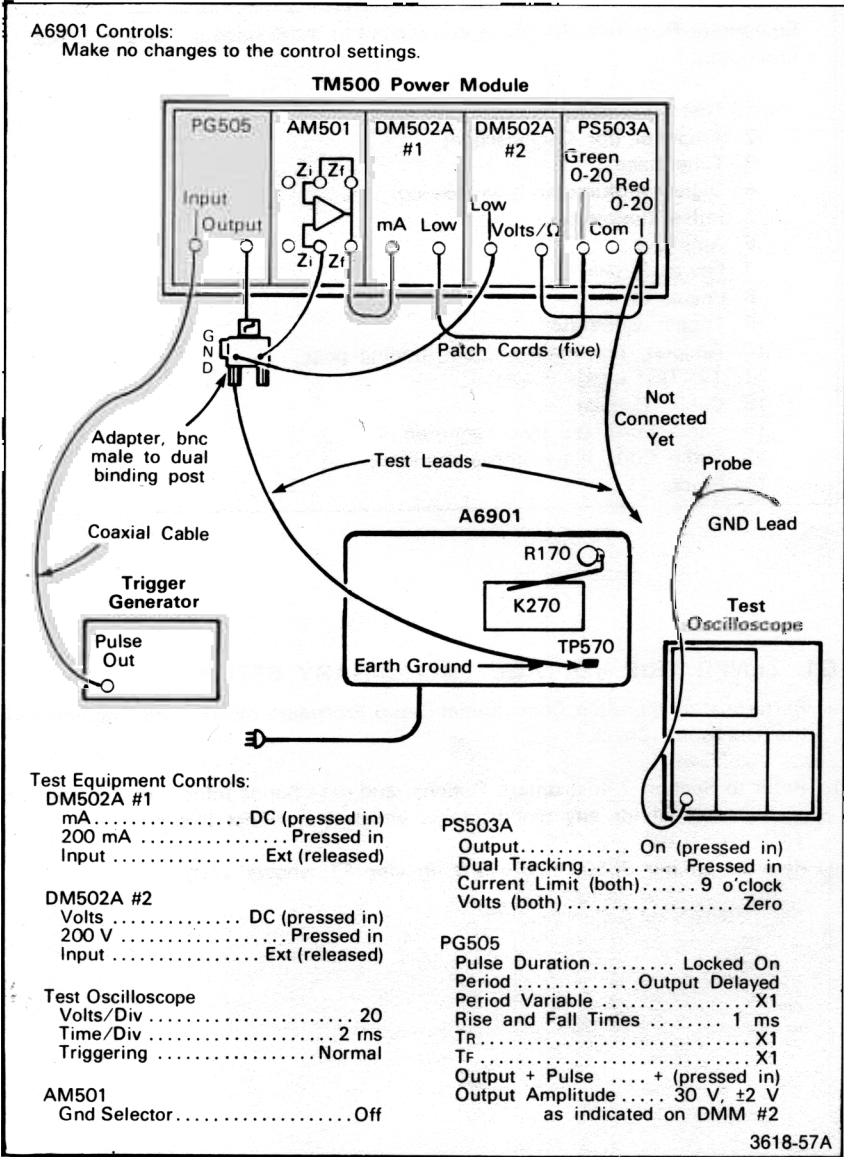 A6901 Controls:
Make no changes to the control settings.
TM500 Power Module
PG505
AM501
DM502A
#1
DM502A
#2
PS503A
Green
0-20
Red
0-20
Zi Zf
Input
Output
Zi Zf
mA Low
Low
Volts/Ω
Com
GND
Patch Cords (five)
Adapter, bnc
male to dual
binding post
Not
Connected
Yet
Test Leads
Probe
GND Lead
Coaxial Cable
A6901
R170
K270
TP570
Earth Ground
Trigger
Generator
Pulse
Out
Test
Oscilloscope
Test Equipment Controls:
DM502A #1
mA.................DC (pressed in)
200 mA ................Pressed in
Input ..............Ext (released)
DM502A #2
Volts ..............DC (pressed in)
200 V ..................Pressed in
Input ..............Ext (released)
Test Oscilloscope
Volts/Div ......................20
Time/Div ....................2 ms
Triggering .................Normal
AM501
Gnd Selector...................Off
PS503A
Output............On (pressed in)
Dual Tracking..........Pressed in
Current Limit (both)......9 o'clock
Volts (both)..................Zero
PG505
Pulse Duration.........Locked On
Period ...........Output Delayed
Period Variable ................X1
Rise and Fall Times ........1 ms
TR.............................X1
TF.............................X1
Output + Pulse ....+ (pressed in)
Output Amplitude.....30 V, ±2 V
as indicated on DMM #2
3618-57A